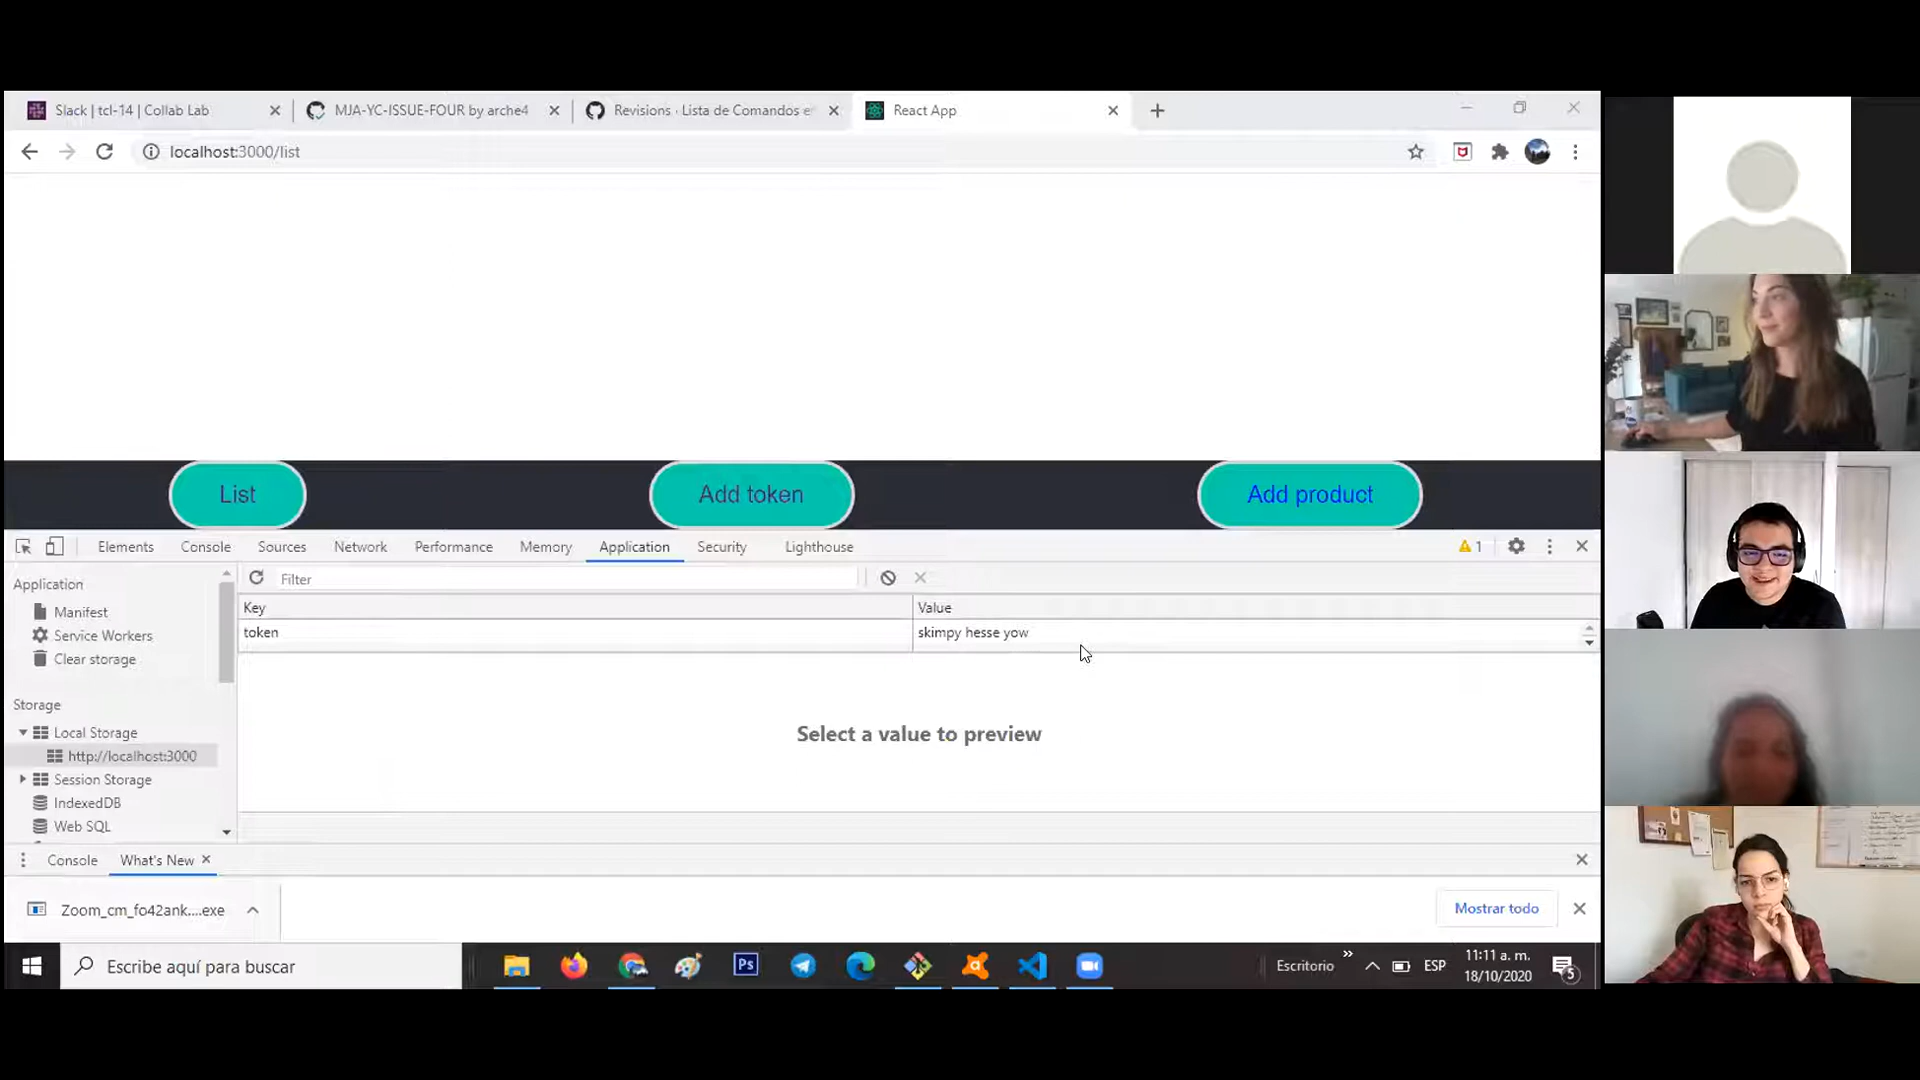 Slack | tcl-14 | Collab Lab
MJA-YC-ISSUE-FOUR by arche4
Revisions · Lista de Comandos e
React App
localhost:3000/list
List
Add token
Add product
Elements
Console
Sources
Network
Performance
Memory
Application
Security
Lighthouse
1
Application
Filter
Manifest
Service Workers
Clear storage
Key
Value
token
skimpy hesse yow
Storage
Local Storage
http://localhost:3000
Session Storage
IndexedDB
Web SQL
Select a value to preview
Console
What's New
Zoom_cm_fo42ank....exe
Mostrar todo
Escribe aquí para buscar
Ps
Escritorio
ESP
11:11 a. m.
18/10/2020
5